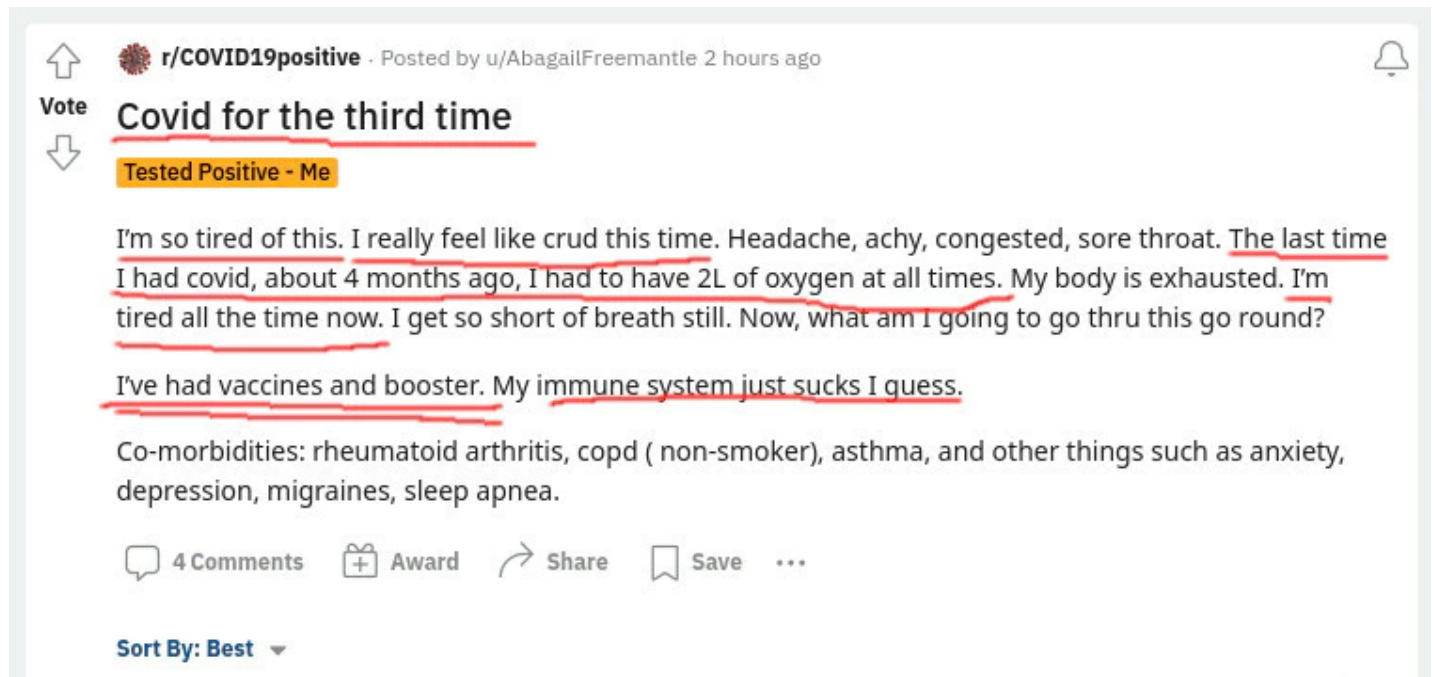 r/COVID19positive · Posted by u/AbagailFreemantle 2 hours ago
Vote
Covid for the third time
Tested Positive - Me
I'm so tired of this. I really feel like crud this time. Headache, achy, congested, sore throat. The last time
I had covid, about 4 months ago, I had to have 2L of oxygen at all times. My body is exhausted. I'm
tired all the time now. I get so short of breath still. Now, what am I going to go thru this go round?
I've had vaccines and booster. My immune system just sucks I guess.
Co-morbidities: rheumatoid arthritis, copd ( non-smoker), asthma, and other things such as anxiety,
depression, migraines, sleep apnea.
4 Comments Award Share Save ...
Sort By: Best